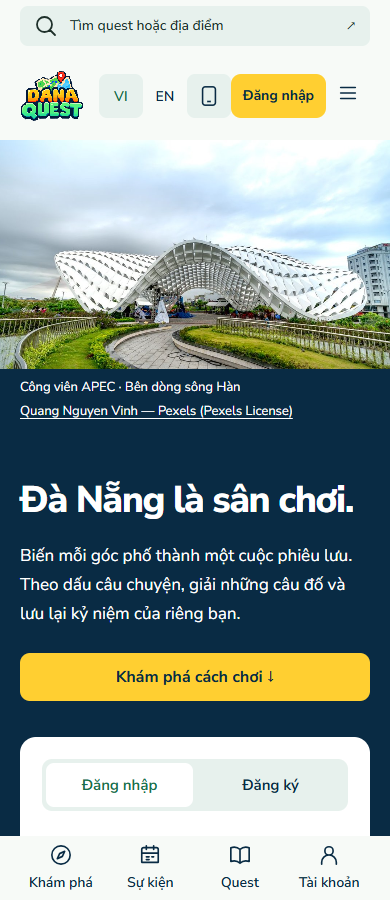 Tìm quest hoặc địa điểm ↗
DANA
QUEST
VI
EN
Đăng nhập
Công viên APEC · Bên dòng sông Hàn
Quang Nguyen Vinh — Pexels (Pexels License)
Đà Nẵng là sân chơi.
Biến mỗi góc phố thành một cuộc phiêu lưu.
Theo dấu câu chuyện, giải những câu đố và
lưu lại kỷ niệm của riêng bạn.
Khám phá cách chơi ↓
Đăng nhập
Đăng ký
Khám phá
Sự kiện
Quest
Tài khoản